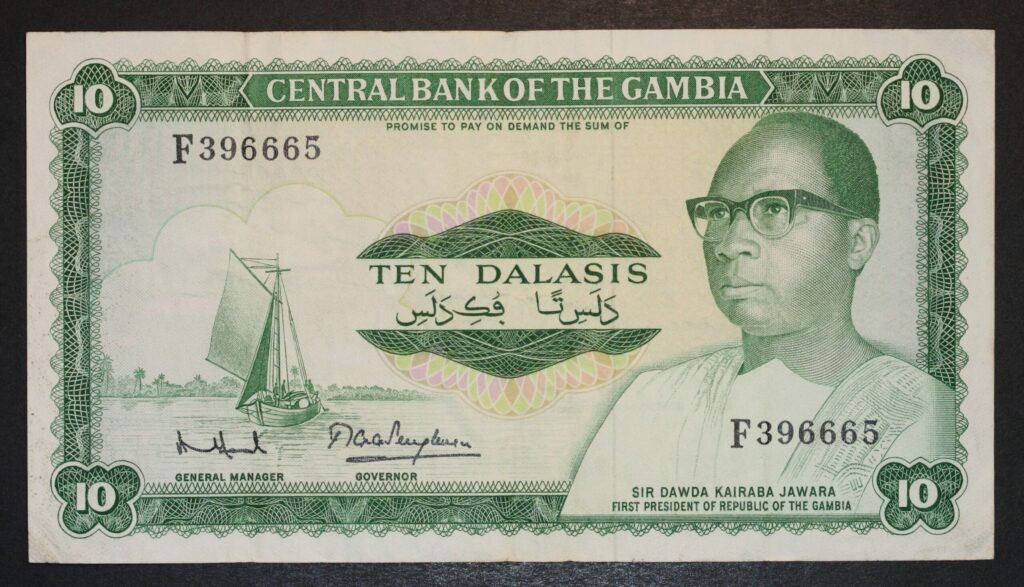 10
CENTRAL BANK OF THE GAMBIA
10
PROMISE TO PAY ON DEMAND THE SUM OF
F396665
TEN DALASIS
دَلَسِ تَا فُكِ دَلَسِ
F396665
GENERAL MANAGER
GOVERNOR
SIR DAWDA KAIRABA JAWARA
FIRST PRESIDENT OF REPUBLIC OF THE GAMBIA
10
10